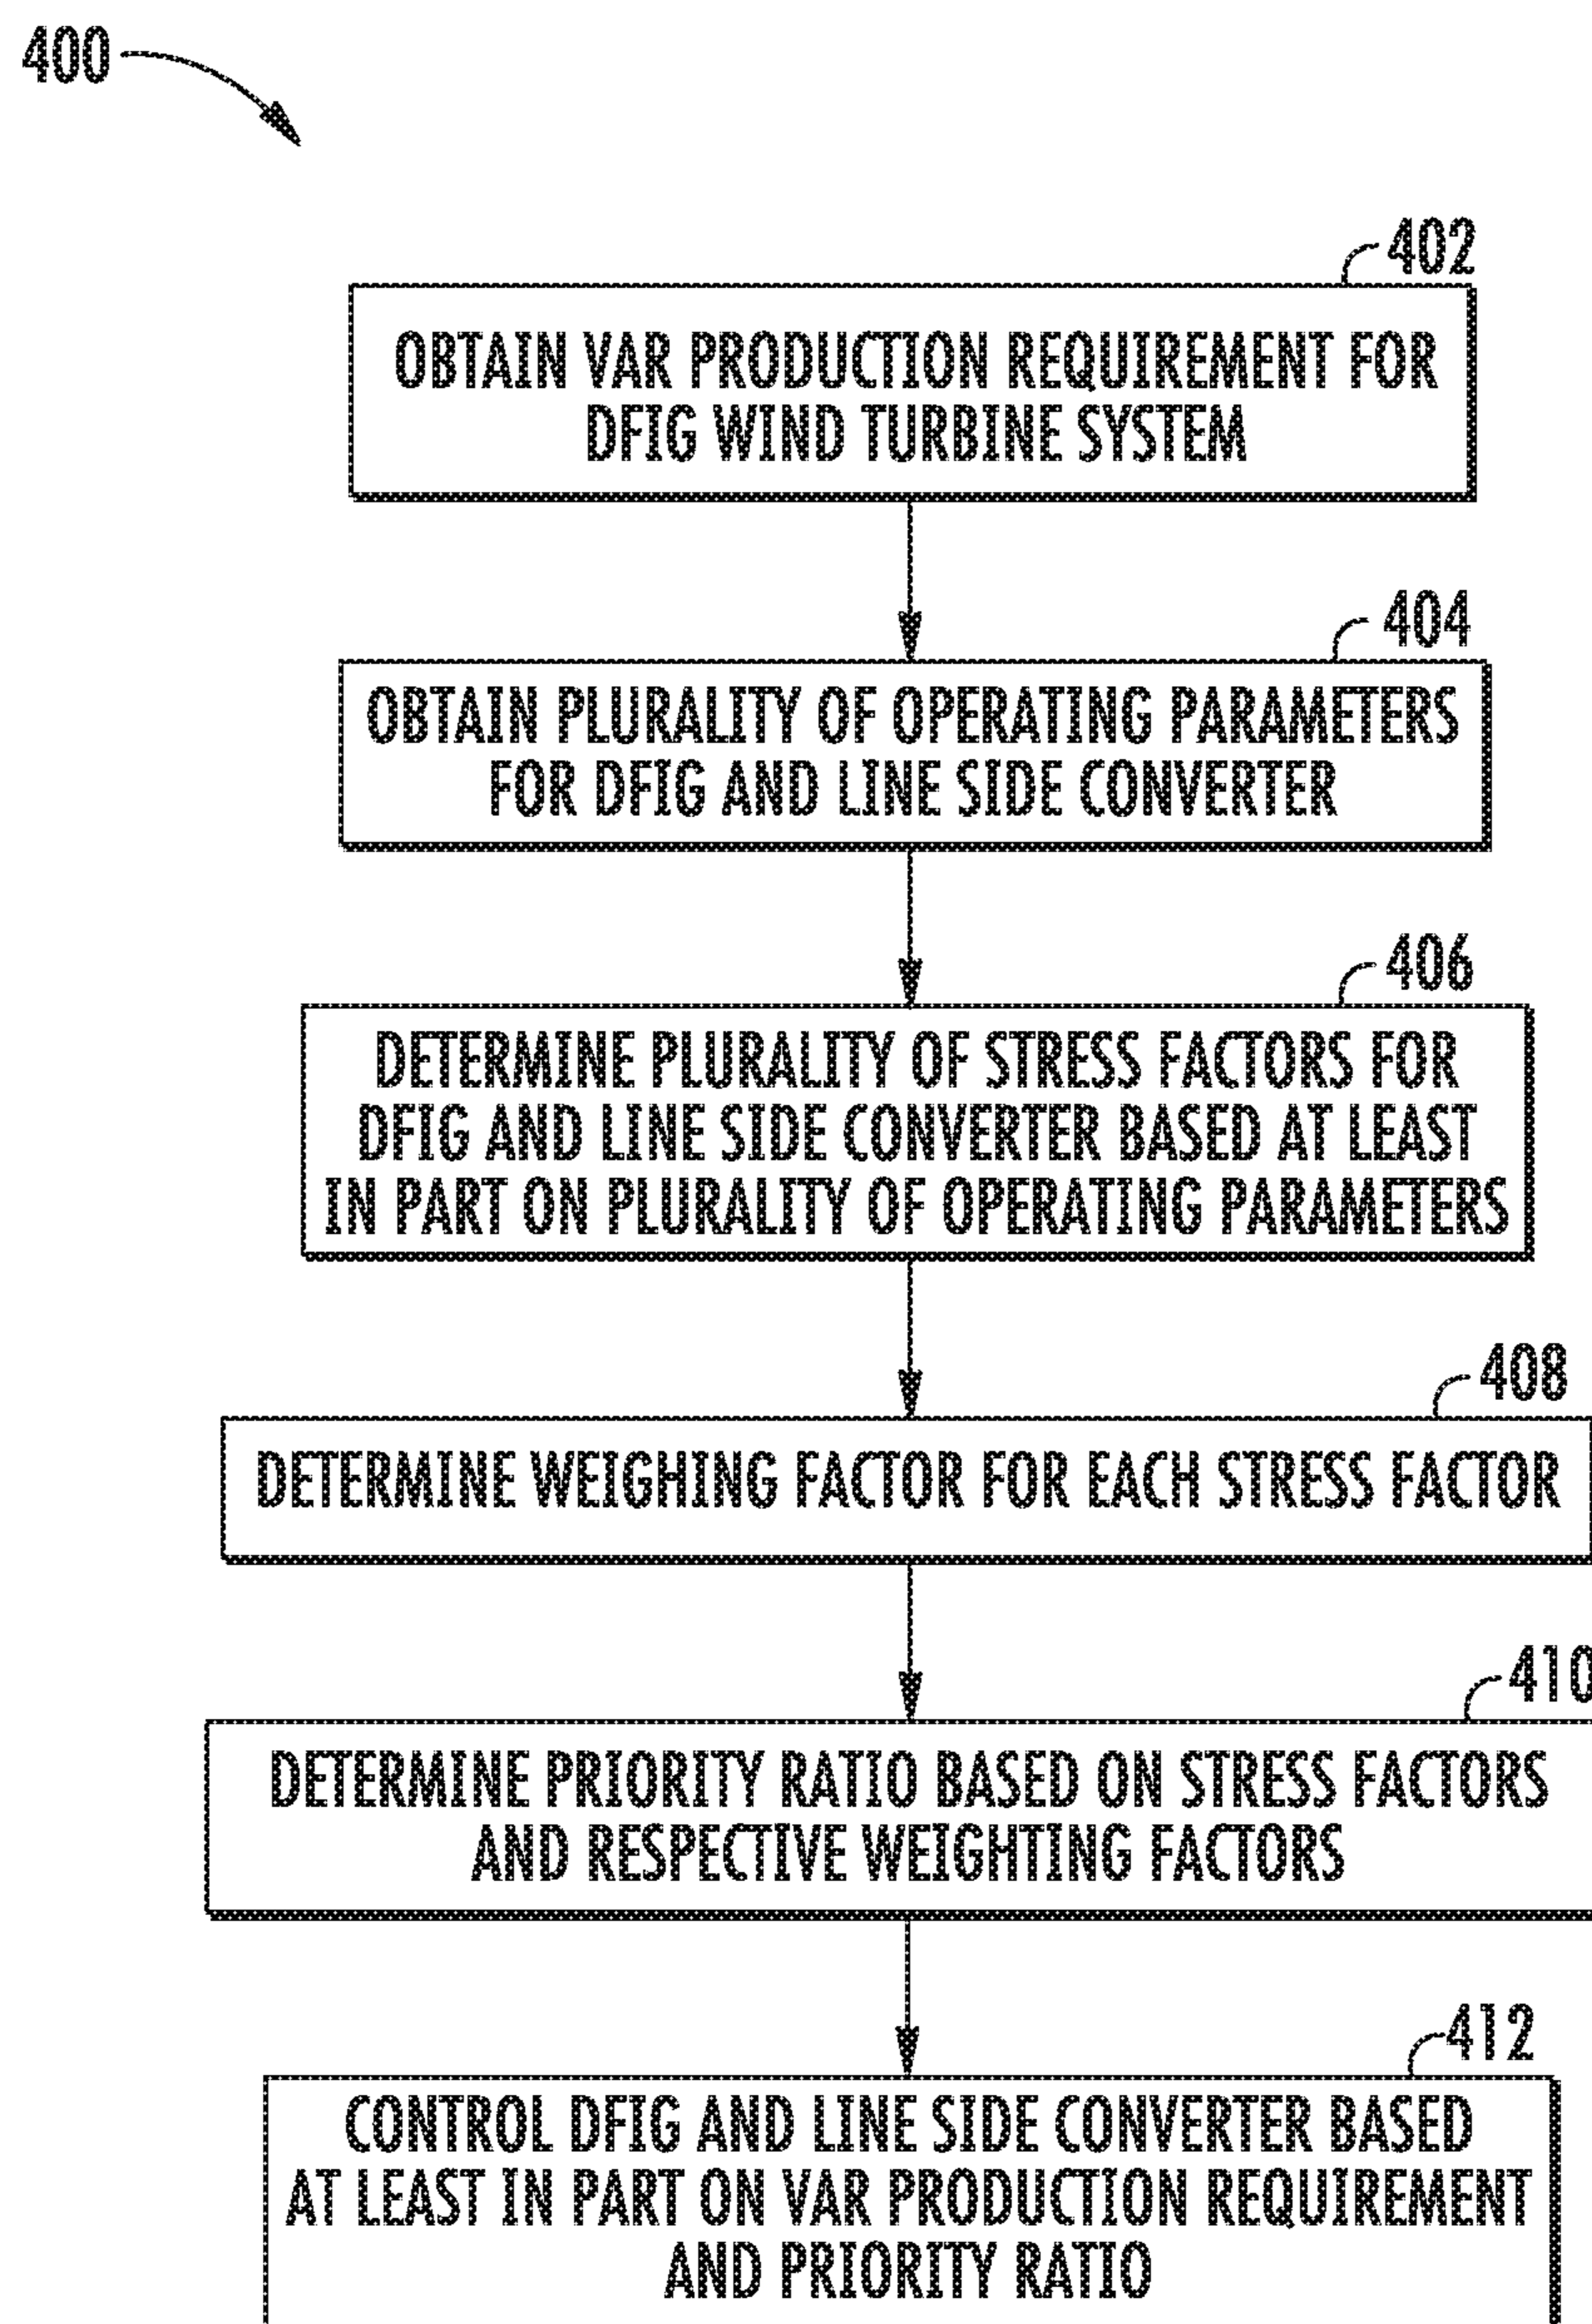 400
402
OBTAIN VAR PRODUCTION REQUIREMENT FOR
DFIG WIND TURBINE SYSTEM
404
OBTAIN PLURALITY OF OPERATING PARAMETERS
FOR DFIG AND LINE SIDE CONVERTER
406
DETERMINE PLURALITY OF STRESS FACTORS FOR
DFIG AND LINE SIDE CONVERTER BASED AT LEAST
IN PART ON PLURALITY OF OPERATING PARAMETERS
408
DETERMINE WEIGHING FACTOR FOR EACH STRESS FACTOR
410
DETERMINE PRIORITY RATIO BASED ON STRESS FACTORS
AND RESPECTIVE WEIGHTING FACTORS
412
CONTROL DFIG AND LINE SIDE CONVERTER BASED
AT LEAST IN PART ON VAR PRODUCTION REQUIREMENT
AND PRIORITY RATIO